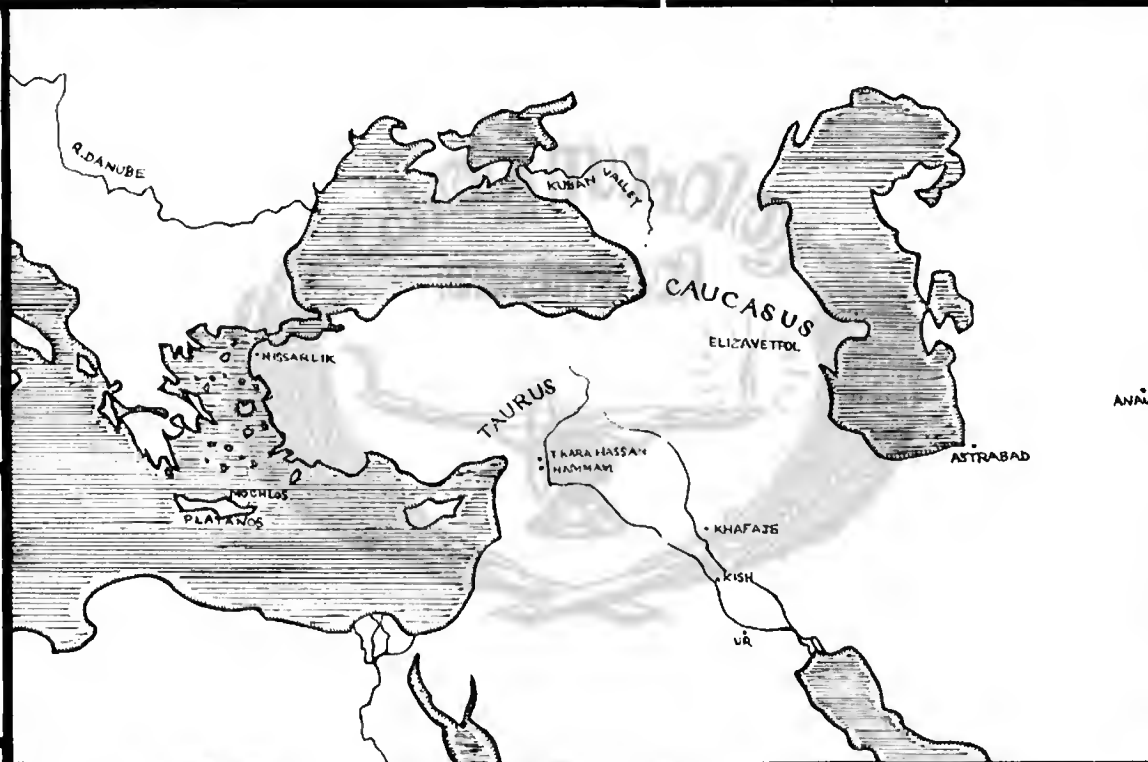 R. DANUBE
KUBAN VALLEY
CAUCASUS
ELIZAVETPOL
HISSARLIK
TAURUS
ASTRABAD
T KARA HASSAN
HAMMAM
MOCHLOS
PLATANOS
KHAFAJE
KISH
UR